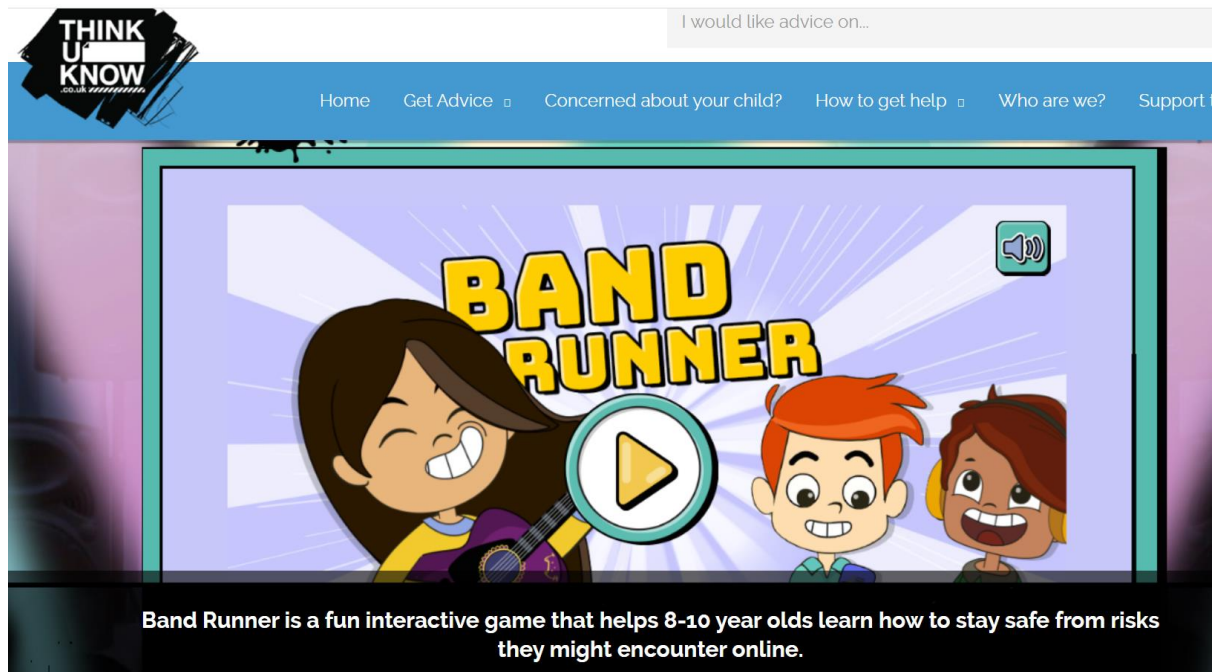 THINK
U
KNOW
.co.uk
I would like advice on...
Home Get Advice Concerned about your child? How to get help Who are we? Support
BAND
RUNNER
Band Runner is a fun interactive game that helps 8-10 year olds learn how to stay safe from risks
they might encounter online.